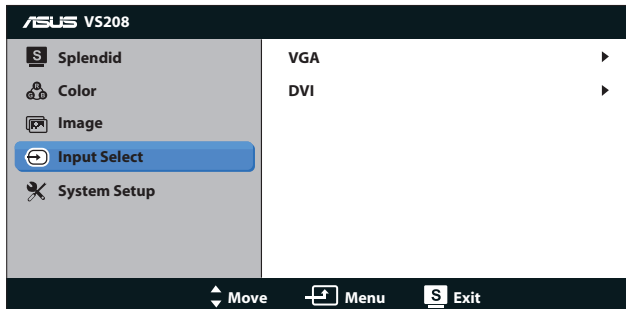 ASUS VS208
S Splendid
VGA
Color
DVI
Image
Input Select
System Setup
Move Menu S Exit